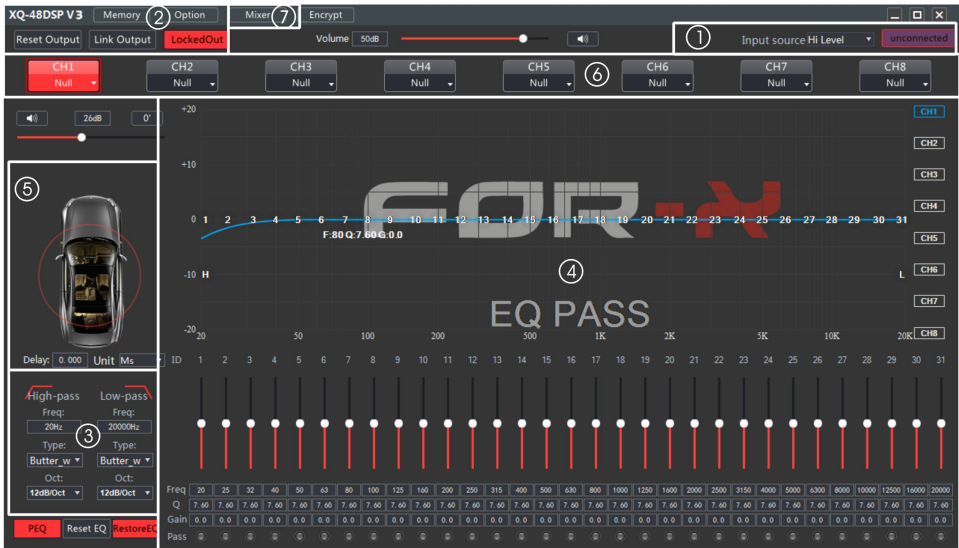 XQ-48DSP V3 Memory ② Option Mixer ⑦ Encrypt
Reset Output Link Output LockedOut Volume 50dB ① Input source Hi Level unconnected
CH1 CH2 CH3 CH4 CH5 ⑥ CH6 CH7 CH8
Null Null Null Null Null Null Null Null
26dB 0°
+20 CH1
CH2
+10 CH3
⑤
FOR-X
CH4
0 1 2 3 4 5 6 7 8 9 10 11 12 13 14 15 16 17 18 19 20 21 22 23 24 25 26 27 28 29 30 31
F:80 Q:7.60 G:0.0 CH5
-10 H ④ L CH6
CH7
EQ PASS
-20 CH8
20 50 100 200 500 1K 2K 5K 10K 20K
Delay: 0.000 Unit Ms
ID 1 2 3 4 5 6 7 8 9 10 11 12 13 14 15 16 17 18 19 20 21 22 23 24 25 26 27 28 29 30 31
High-pass Low-pass
Freq: Freq:
20Hz ③ 20000Hz
Type: Type:
Butter_w Butter_w
Oct: Oct:
12dB/Oct 12dB/Oct
Freq 20 25 32 40 50 63 80 100 125 160 200 250 315 400 500 630 800 1000 1250 1600 2000 2500 3150 4000 5000 6300 8000 10000 12500 16000 20000
Q 7.60 7.60 7.60 7.60 7.60 7.60 7.60 7.60 7.60 7.60 7.60 7.60 7.60 7.60 7.60 7.60 7.60 7.60 7.60 7.60 7.60 7.60 7.60 7.60 7.60 7.60 7.60 7.60 7.60 7.60 7.60
Gain 0.0 0.0 0.0 0.0 0.0 0.0 0.0 0.0 0.0 0.0 0.0 0.0 0.0 0.0 0.0 0.0 0.0 0.0 0.0 0.0 0.0 0.0 0.0 0.0 0.0 0.0 0.0 0.0 0.0 0.0 0.0
Pass
PEQ Reset EQ RestoreEQ